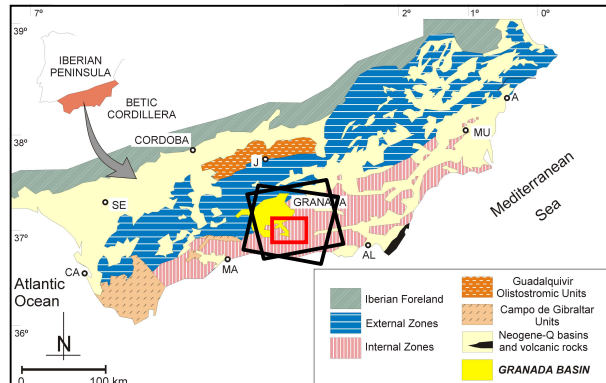 7°
2°
1°
0°
39°
IBERIAN
PENINSULA
BETIC
CORDILLERA
38°
CORDOBA
J
A
MU
SE
GRANADA
Mediterranean
Sea
37°
CA
MA
AL
Atlantic
Ocean
36°
N
0
100 km
Iberian Foreland
External Zones
Internal Zones
Guadalquivir
Olistostromic Units
Campo de Gibraltar
Units
Neogene-Q basins
and volcanic rocks
GRANADA BASIN